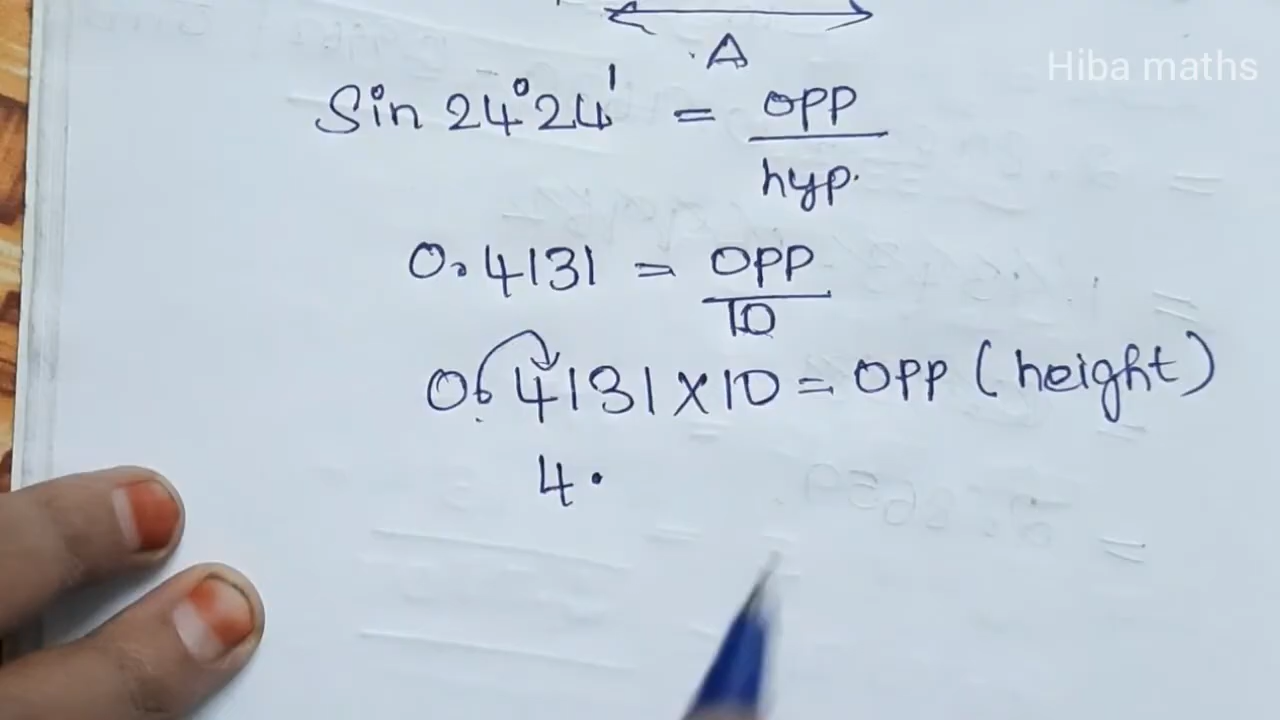 A
Hiba maths
Sin 24°24' = opp
hyp.
0.4131 = opp
10
0.4131 x 10 = opp (height)
4.